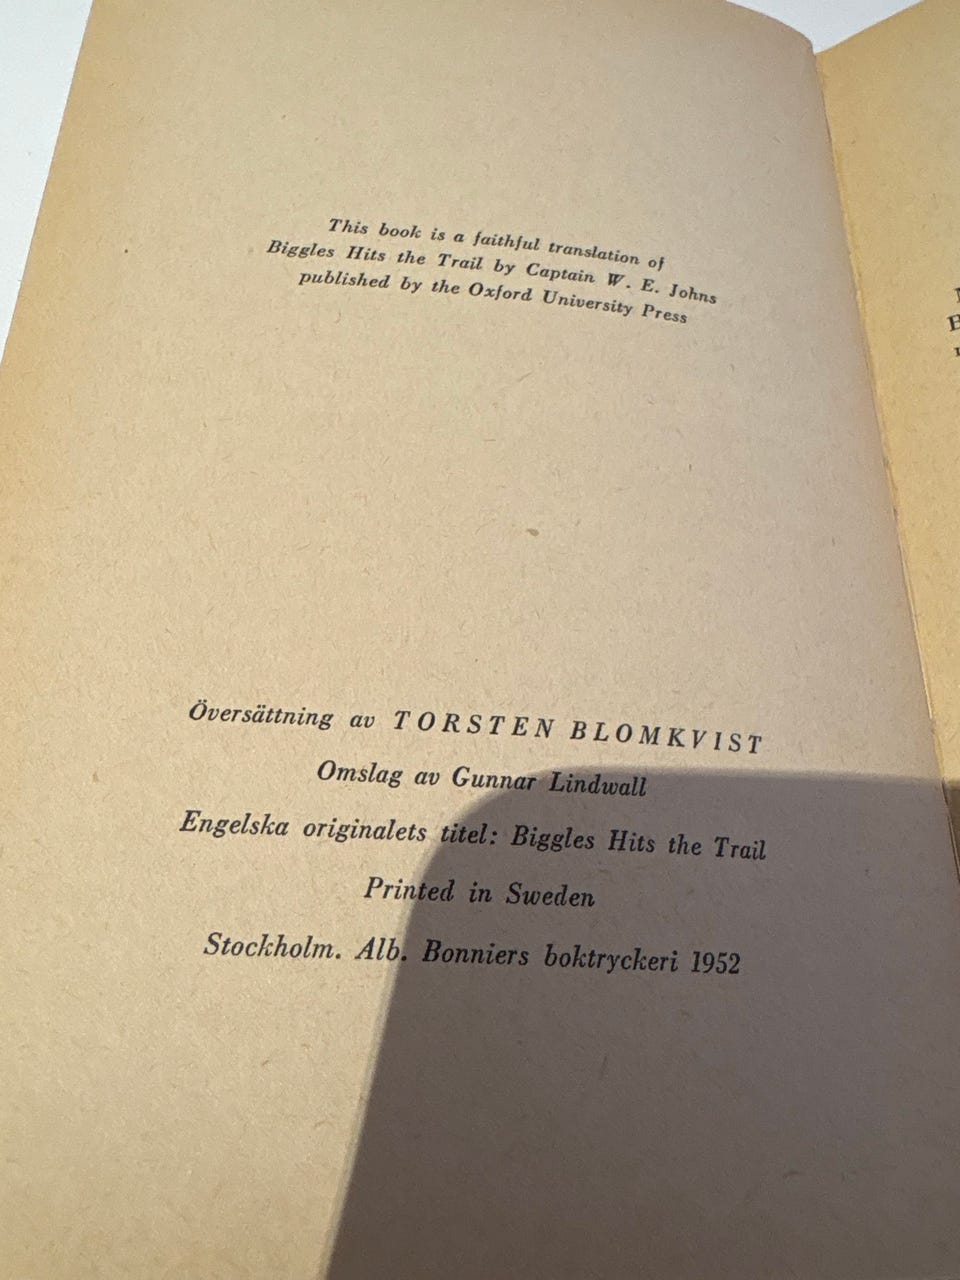 This book is a faithful translation of
Biggles Hits the Trail by Captain W. E. Johns
published by the Oxford University Press
Översättning av TORSTEN BLOMKVIST
Omslag av Gunnar Lindwall
Engelska originalets titel: Biggles Hits the Trail
Printed in Sweden
Stockholm. Alb. Bonniers boktryckeri 1952